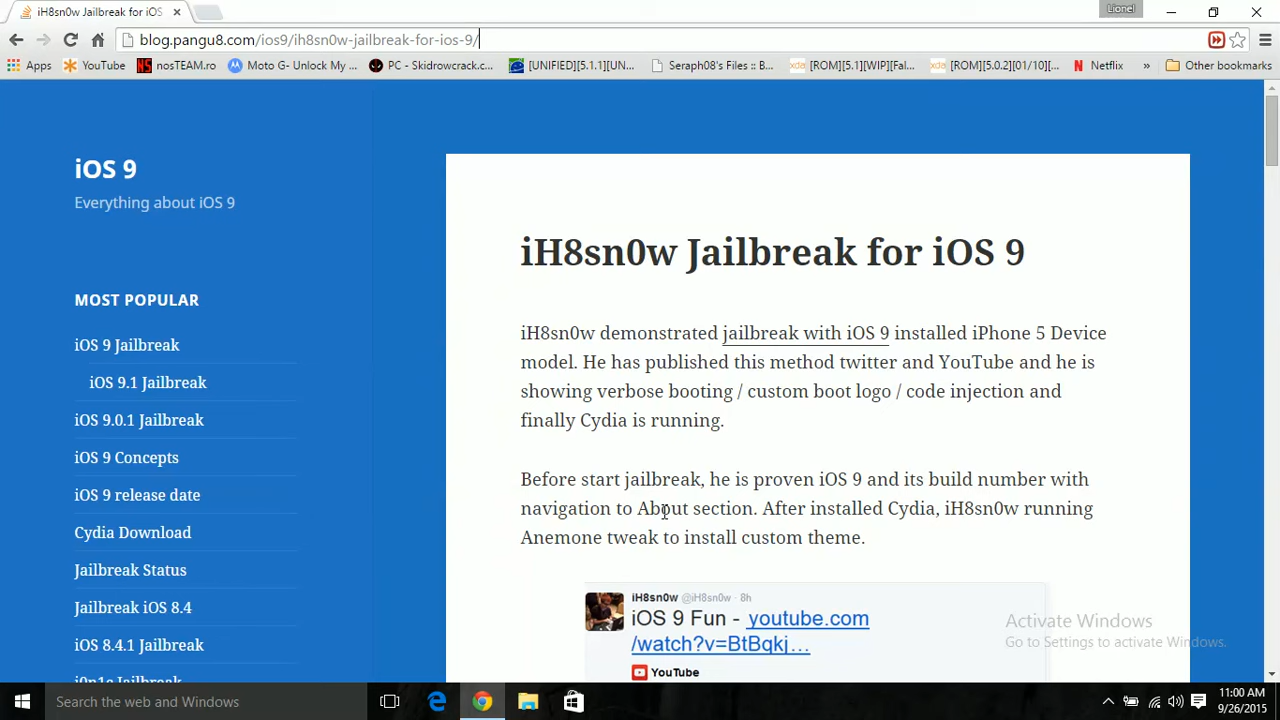 iH8sn0w Jailbreak for iOS
Lionel
blog.pangu8.com/ios9/ih8sn0w-jailbreak-for-ios-9/
Apps YouTube nosTEAM.ro Moto G- Unlock My ... PC - Skidrowcrack.c... [UNIFIED][5.1.1][UN... Seraph08's Files :: B... [ROM][5.1][WIP][Fal... [ROM][5.0.2][01/10]... Netflix » Other bookmarks
iOS 9
Everything about iOS 9
MOST POPULAR
iOS 9 Jailbreak
iOS 9.1 Jailbreak
iOS 9.0.1 Jailbreak
iOS 9 Concepts
iOS 9 release date
Cydia Download
Jailbreak Status
Jailbreak iOS 8.4
iOS 8.4.1 Jailbreak
i0n1c Jailbreak
iH8sn0w Jailbreak for iOS 9
iH8sn0w demonstrated jailbreak with iOS 9 installed iPhone 5 Device
model. He has published this method twitter and YouTube and he is
showing verbose booting / custom boot logo / code injection and
finally Cydia is running.
Before start jailbreak, he is proven iOS 9 and its build number with
navigation to About section. After installed Cydia, iH8sn0w running
Anemone tweak to install custom theme.
iH8sn0w @iH8sn0w · 8h
iOS 9 Fun - youtube.com
/watch?v=BtBqkj...
YouTube
Activate Windows
Go to Settings to activate Windows.
Search the web and Windows
11:00 AM
9/26/2015